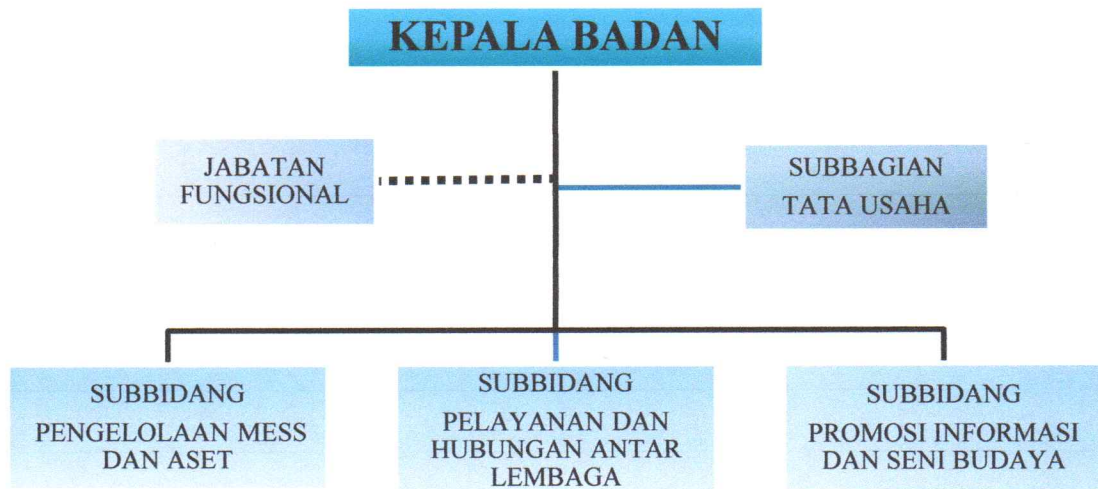 KEPALA BADAN
JABATAN
FUNGSIONAL
SUBBAGIAN
TATA USAHA
SUBBIDANG
PENGELOLAAN MESS
DAN ASET
SUBBIDANG
PELAYANAN DAN
HUBUNGAN ANTAR
LEMBAGA
SUBBIDANG
PROMOSI INFORMASI
DAN SENI BUDAYA